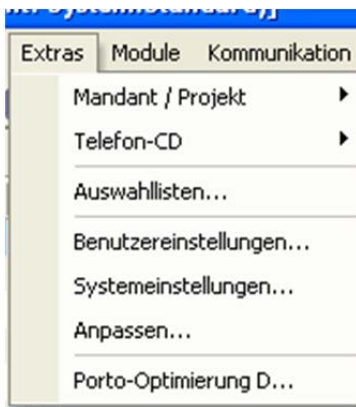 Extras Module Kommunikation
Mandant / Projekt
Telefon-CD
Auswahllisten...
Benutzereinstellungen...
Systemeinstellungen...
Anpassen...
Porto-Optimierung D...